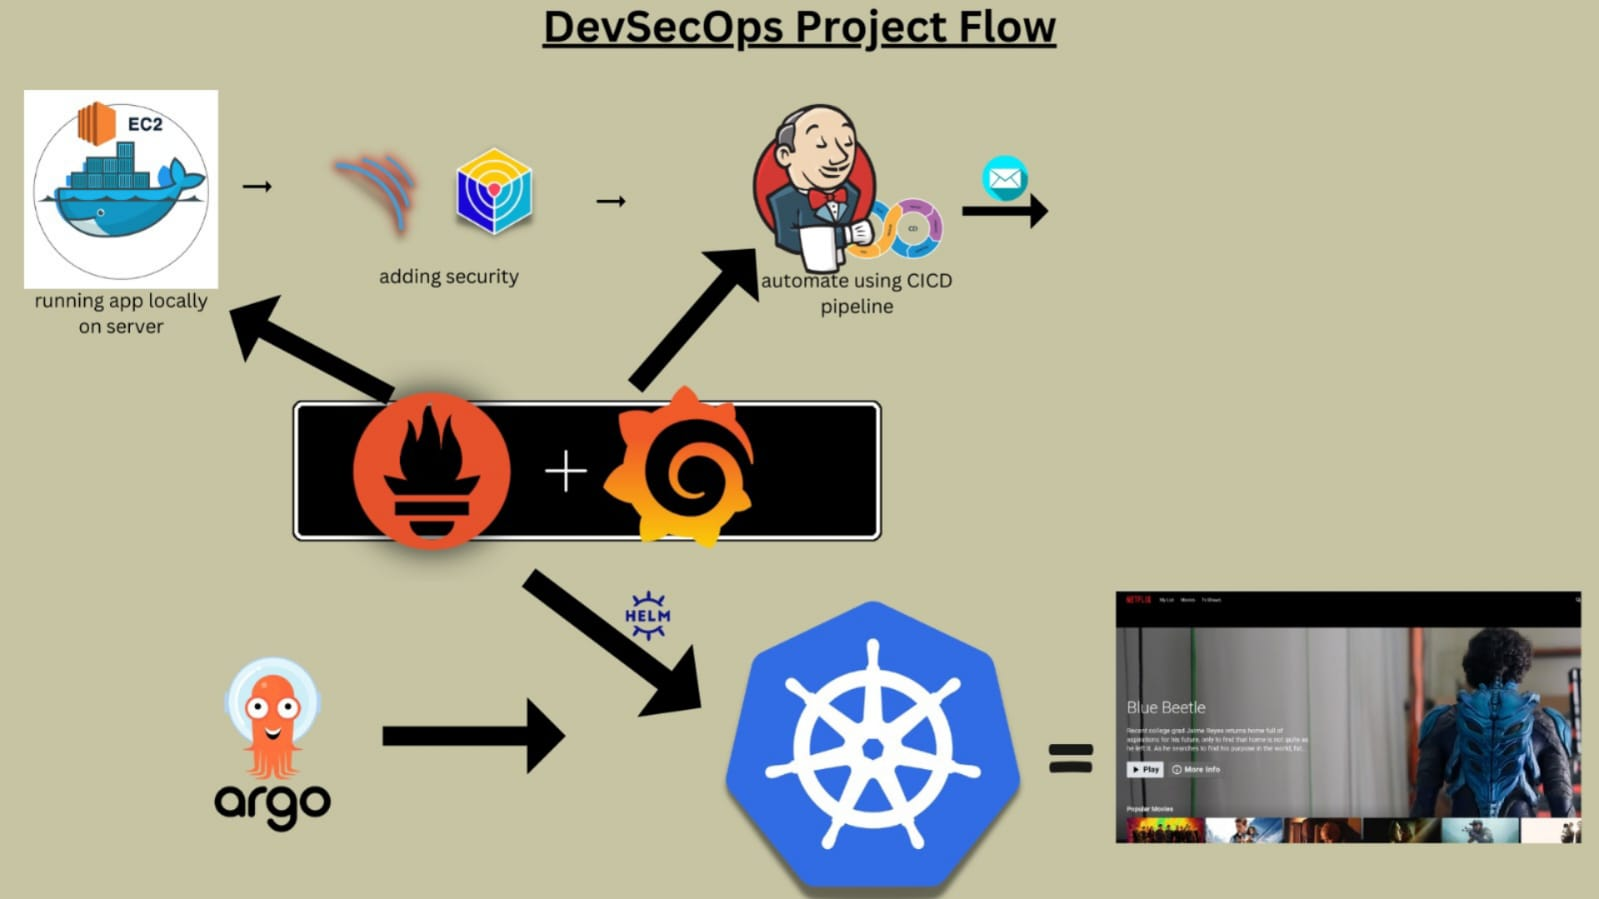 DevSecOps Project Flow
EC2
CD
adding security
running app locally
on server
automate using CICD
pipeline
HELM
argo
NETFLIX My List Movies Tv Shows
Blue Beetle
Recent college grad Jaime Reyes returns home full of
aspirations for his future, only to find that home is not quite as
he left it. As he searches to find his purpose in the world, fat...
Play More Info
Popular Movies